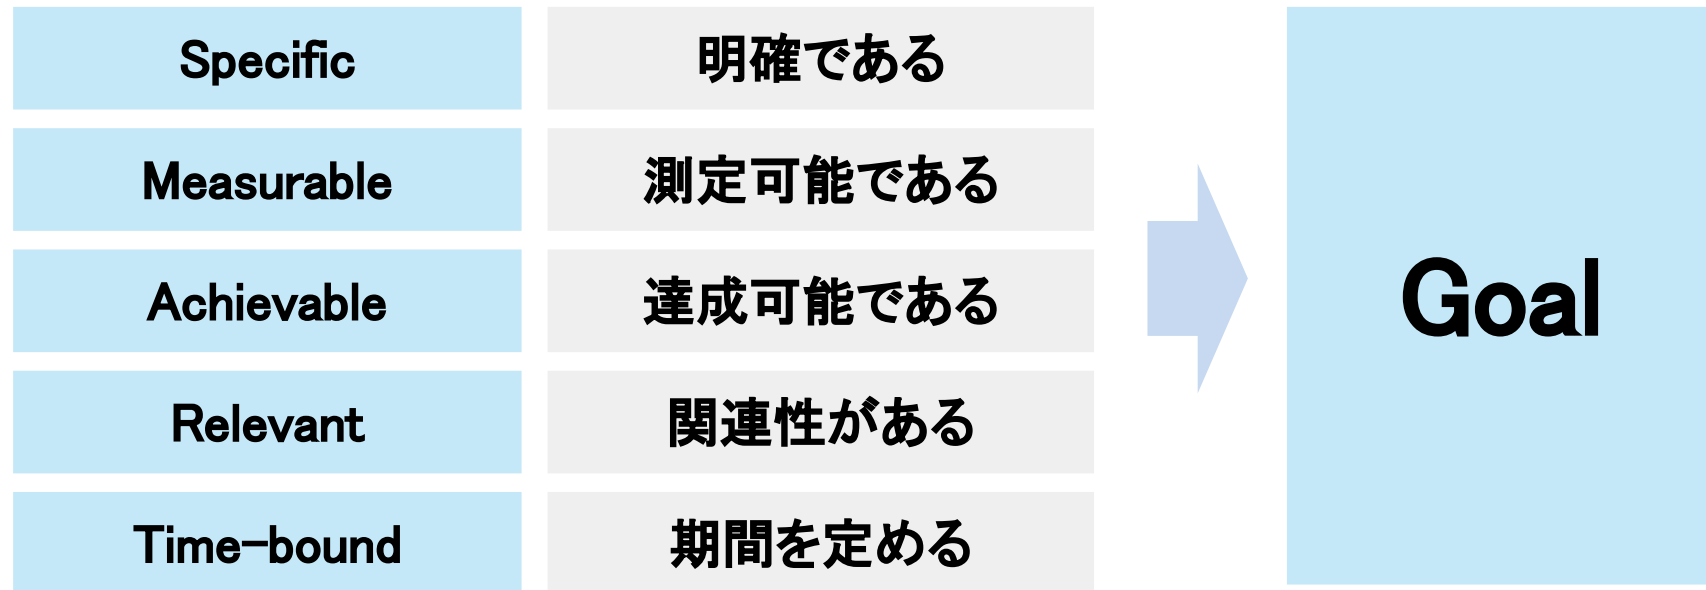 Specific
明確である
Measurable
測定可能である
Achievable
達成可能である
Relevant
関連性がある
Time-bound
期間を定める
Goal